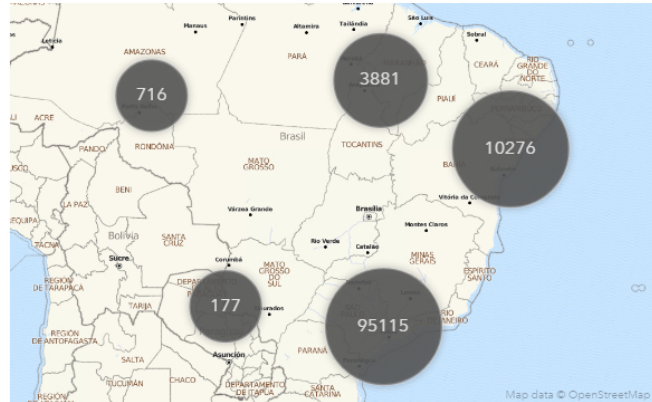 Manaus
Parintins
Altamira
Tailândia
São Luís
Sobral
Leticia
AMAZONAS
PARÁ
CEARÁ
RIO
GRANDE
DO
NORTE
716
3881
PIAUÍ
10276
ACRE
RONDÔNIA
Brasil
TOCANTINS
PANDO
MATO
GROSSO
BENI
LA PAZ
Várzea Grande
Brasília
Vitória da
Bolivia
SANTA
CRUZ
Rio Verde
Catalão
Montes Claros
MINAS
GERAIS
ESPIRITO
SANTO
Sucre
Corumbá
MATO
GROSSO
DO
SUL
TACNA
REGIÓN
DE TARAPACÁ
TARIJA
177
95115
RIO
REGIÓN
DE ANTOFAGASTA
PARANÁ
Asunción
SALTA
CHACO
TUCUMÁN
DEPARTAMENTO
DE ITAPÚA
SANTA
CATARINA
REGIÓN
Map data © OpenStreetMap